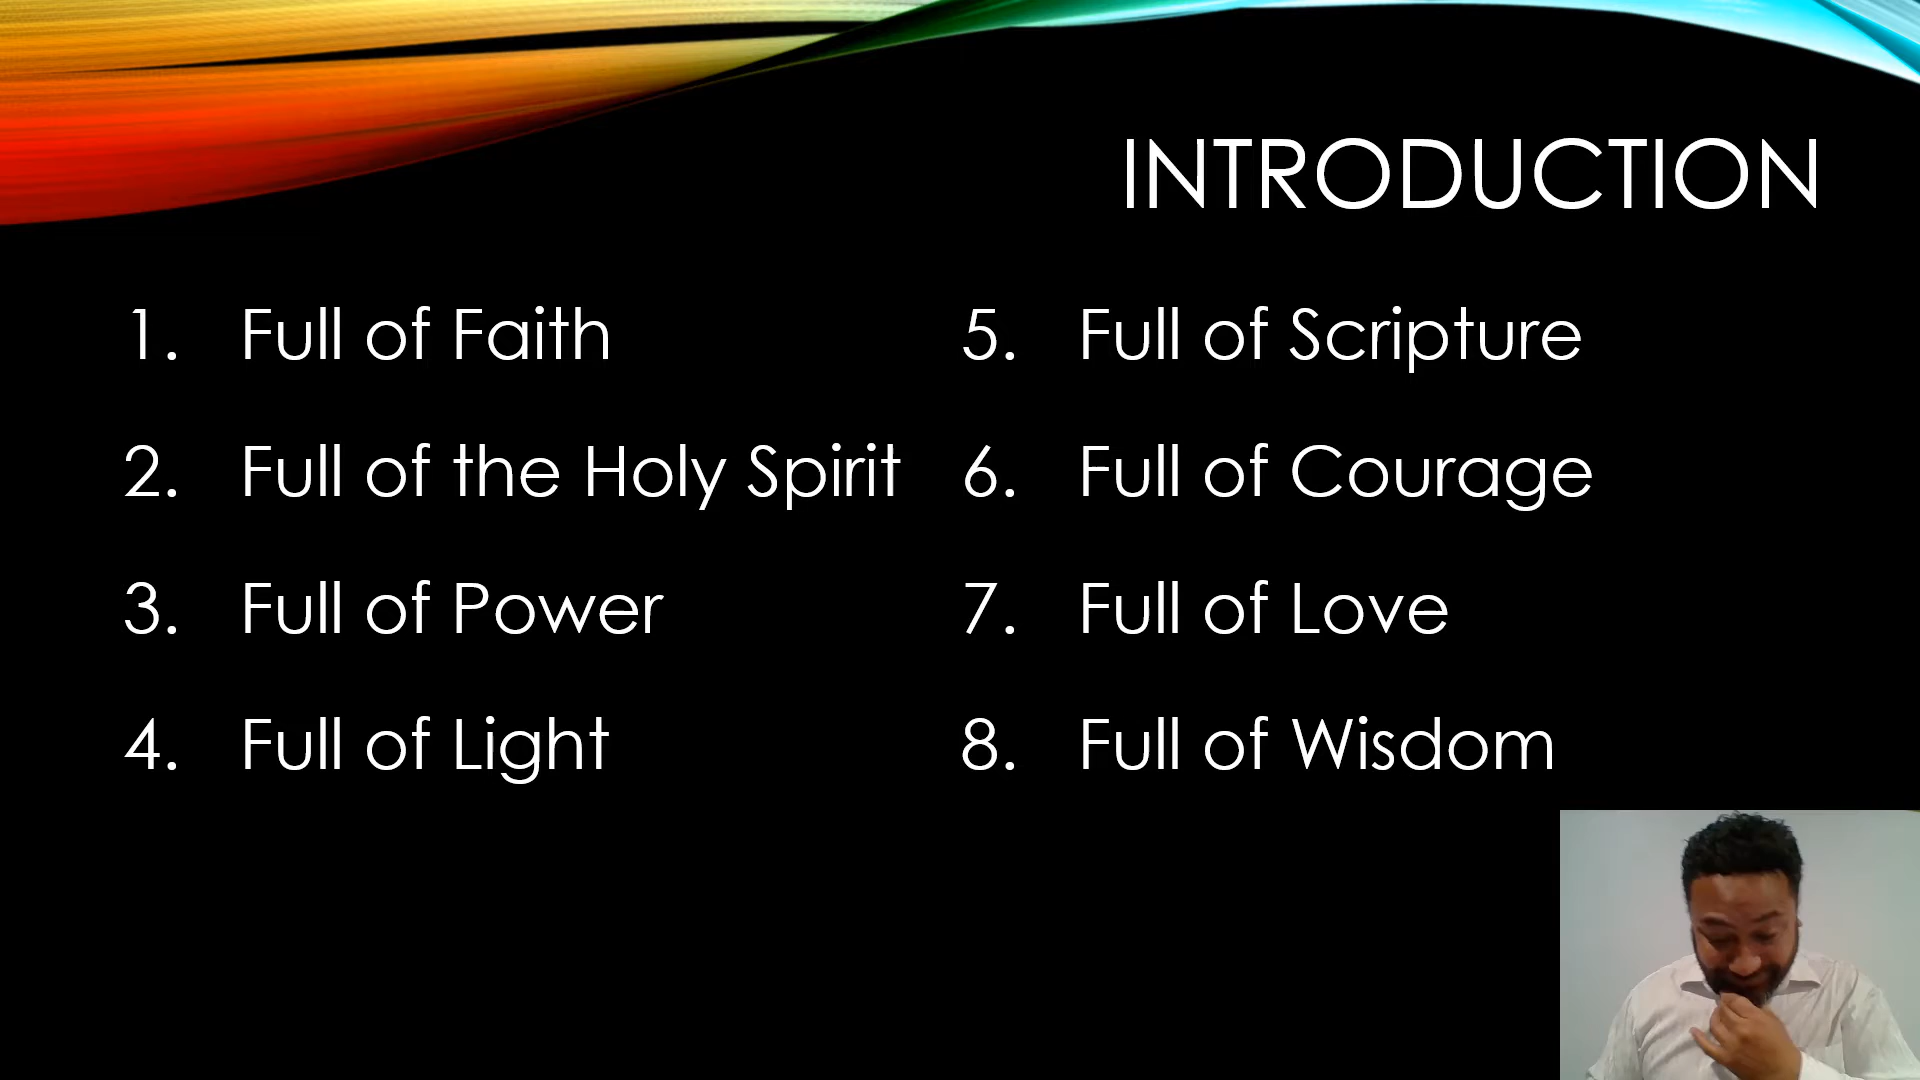 INTRODUCTION
1. Full of Faith
2. Full of the Holy Spirit
3. Full of Power
4. Full of Light
5. Full of Scripture
6. Full of Courage
7. Full of Love
8. Full of Wisdom